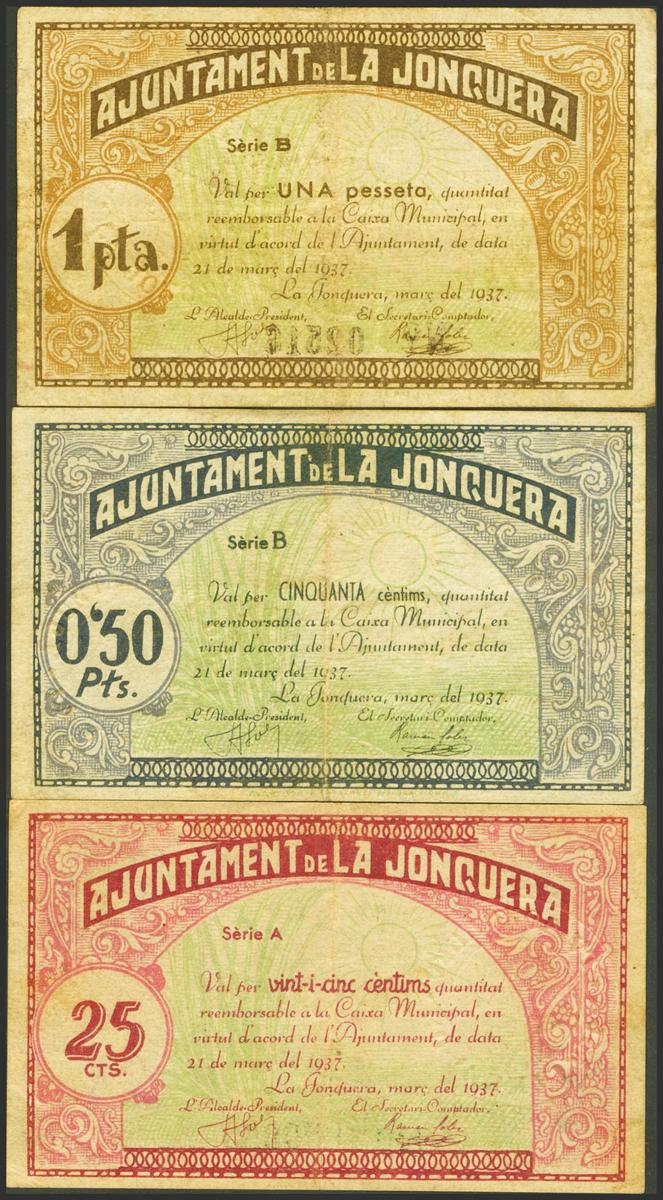 AJUNTAMENT DE LA JONQUERA
Sèrie B
Val per UNA pesseta, quantitat
reemborsable a la Caixa Municipal, en
virtut d'acord de l'Ajuntament, de data
21 de març del 1937.
La Jonquera, març del 1937.
L'Alcalde-President, El Secretari-Comptador,
1 pta.
AJUNTAMENT DE LA JONQUERA
Sèrie B
Val per CINQUANTA cèntims, quantitat
reemborsable a la Caixa Municipal, en
virtut d'acord de l'Ajuntament, de data
21 de març del 1937.
La Jonquera, març del 1937.
L'Alcalde-President, El Secretari-Comptador,
Ramon Soler
0'50
Pts.
AJUNTAMENT DE LA JONQUERA
Sèrie A
Val per vint-i-cinc cèntims quantitat
reemborsable a la Caixa Municipal, en
virtut d'acord de l'Ajuntament, de data
21 de març del 1937.
La Jonquera, març del 1937.
L'Alcalde-President, El Secretari-Comptador,
Ramon Soler
25
CTS.